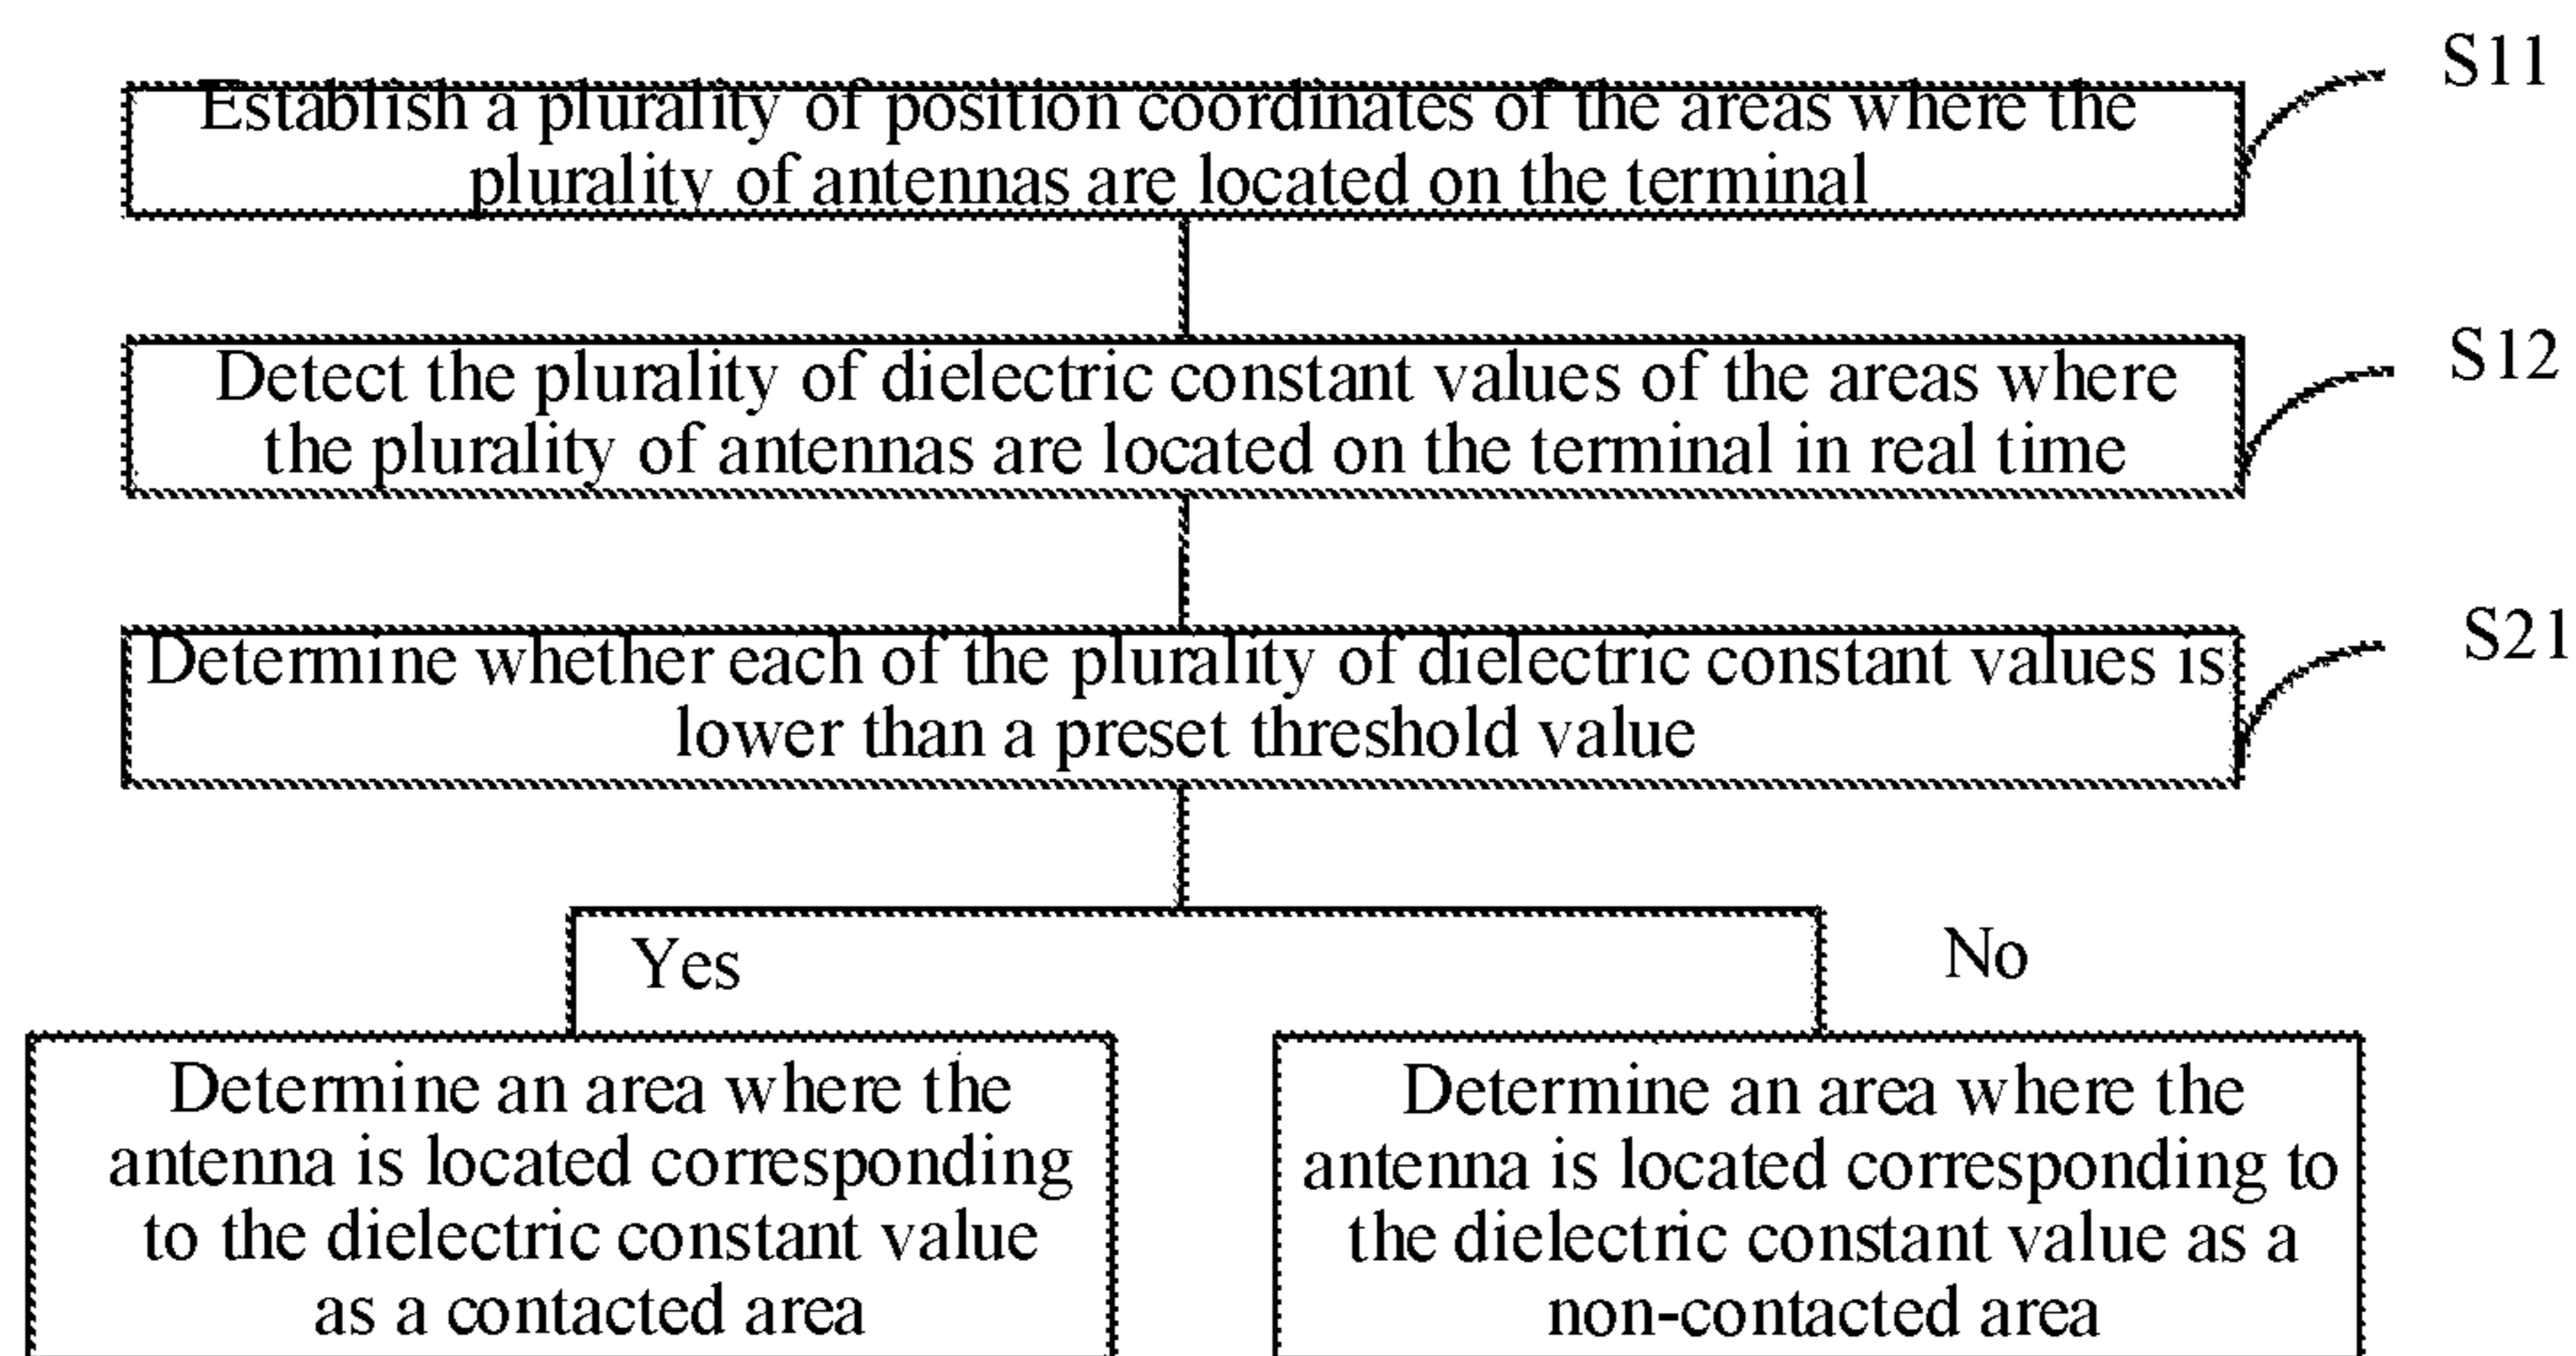 S11
Establish a plurality of position coordinates of the areas where the
plurality of antennas are located on the terminal
S12
Detect the plurality of dielectric constant values of the areas where
the plurality of antennas are located on the terminal in real time
S21
Determine whether each of the plurality of dielectric constant values is
lower than a preset threshold value
Yes
No
Determine an area where the
antenna is located corresponding
to the dielectric constant value
as a contacted area
Determine an area where the
antenna is located corresponding to
the dielectric constant value as a
non-contacted area